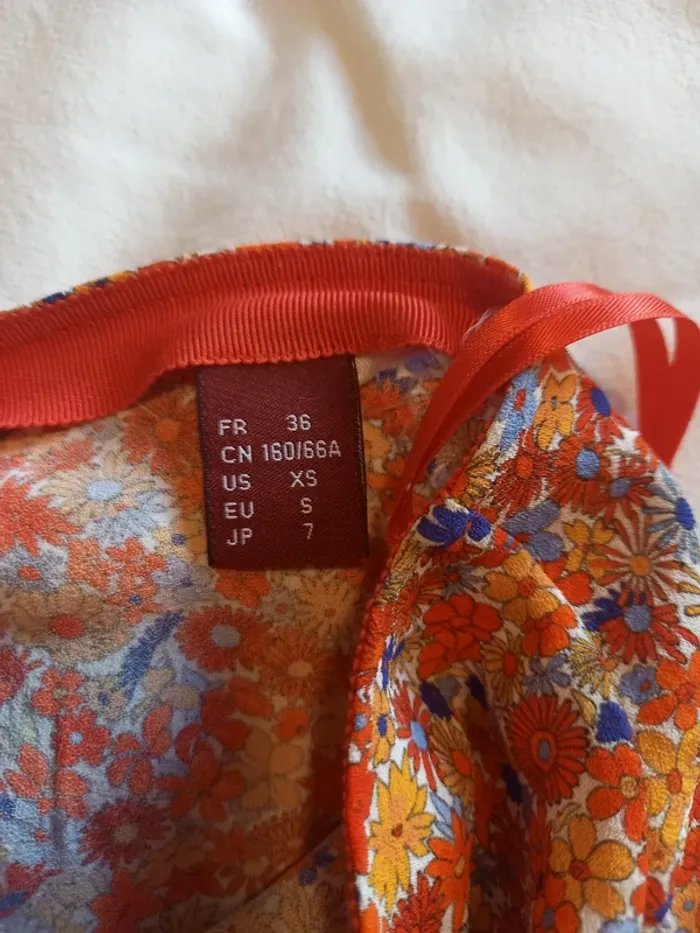 FR 36
CN 160/66A
US XS
EU S
JP 7